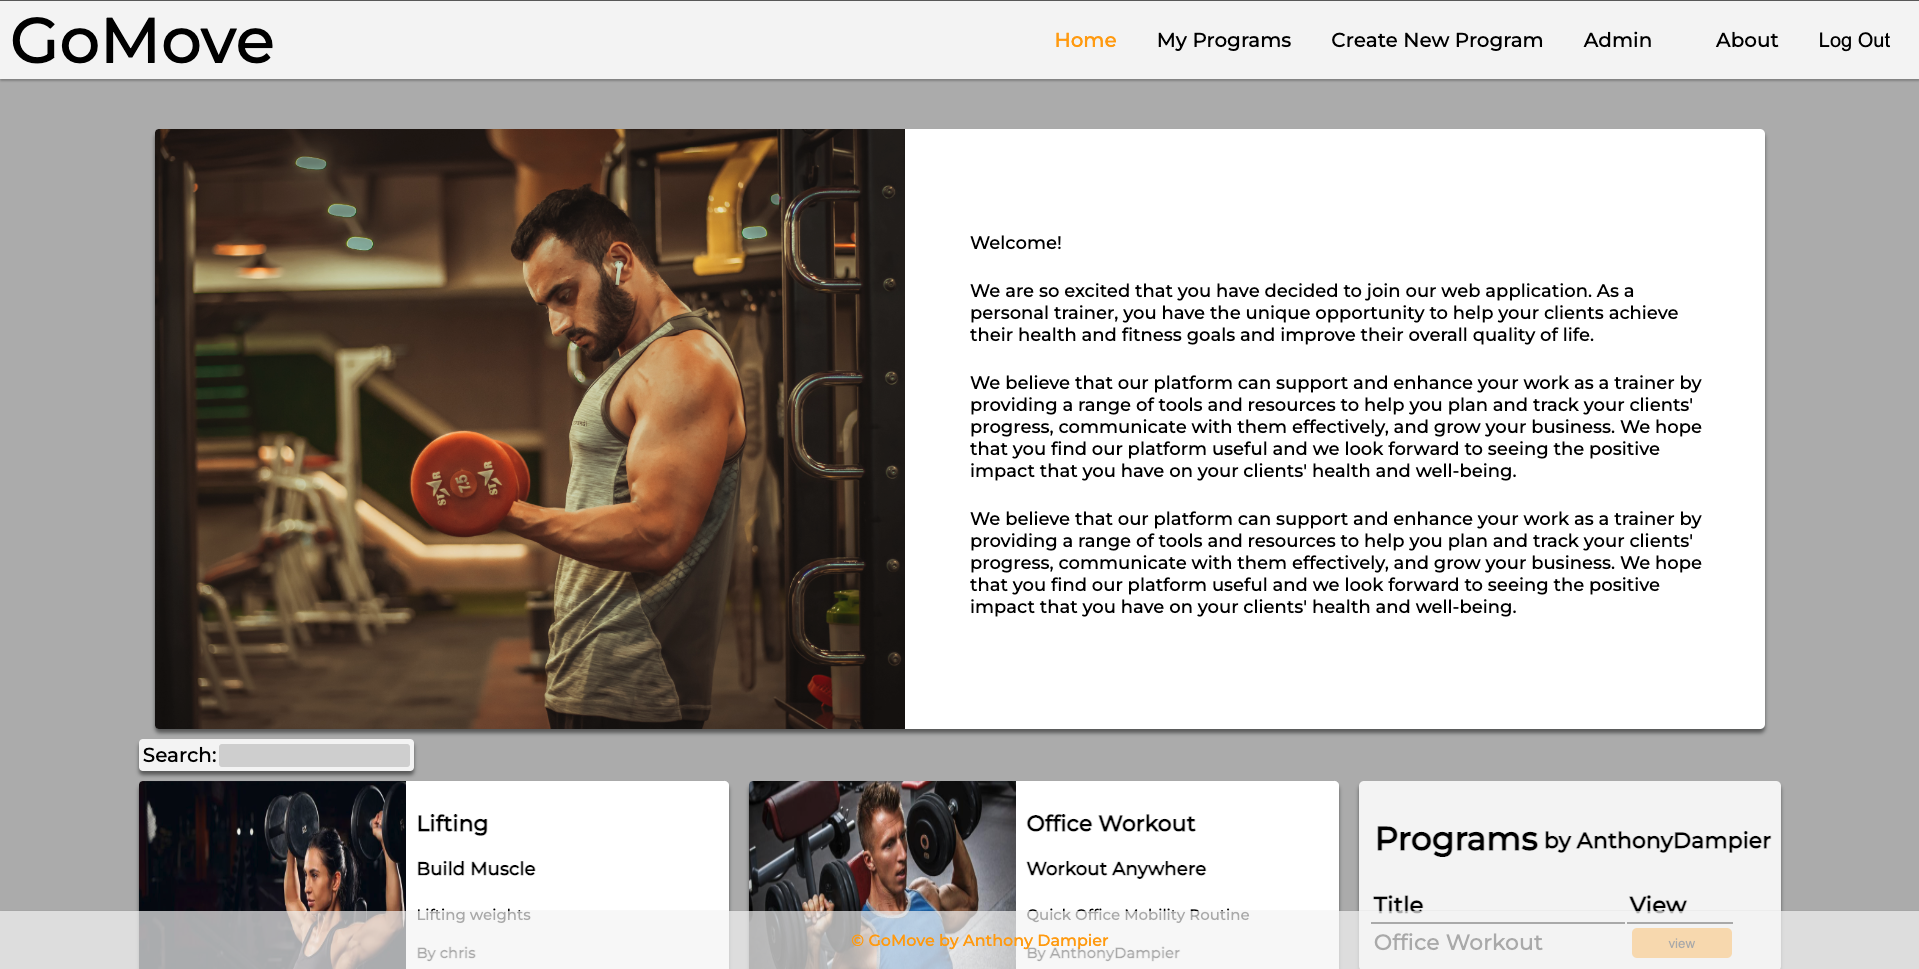 GoMove
Home My Programs Create New Program Admin About Log Out
STAR 7.5 STAR
Welcome!
We are so excited that you have decided to join our web application. As a
personal trainer, you have the unique opportunity to help your clients achieve
their health and fitness goals and improve their overall quality of life.
We believe that our platform can support and enhance your work as a trainer by
providing a range of tools and resources to help you plan and track your clients'
progress, communicate with them effectively, and grow your business. We hope
that you find our platform useful and we look forward to seeing the positive
impact that you have on your clients' health and well-being.
We believe that our platform can support and enhance your work as a trainer by
providing a range of tools and resources to help you plan and track your clients'
progress, communicate with them effectively, and grow your business. We hope
that you find our platform useful and we look forward to seeing the positive
impact that you have on your clients' health and well-being.
Search:
Lifting
Build Muscle
Lifting weights
By chris
Office Workout
Workout Anywhere
Quick Office Mobility Routine
By AnthonyDampier
Programs by AnthonyDampier
Title View
Office Workout view
© GoMove by Anthony Dampier